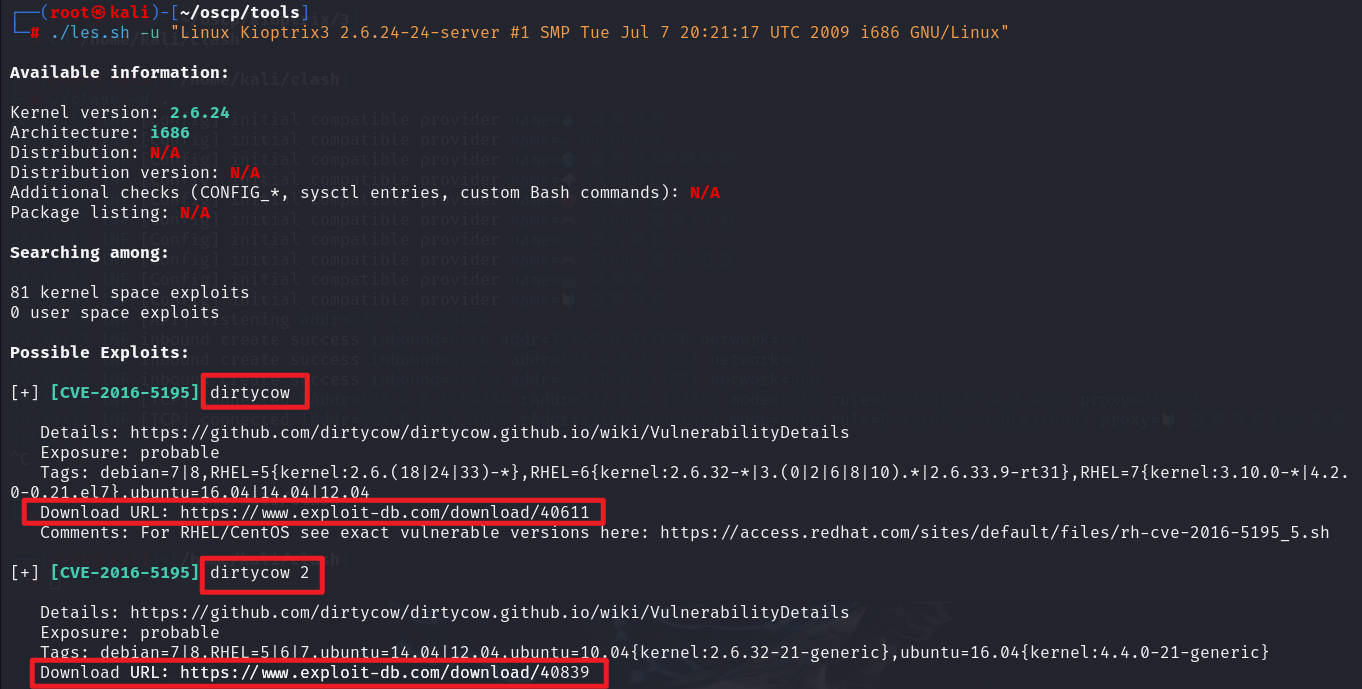 ┌──(root㉿kali)-[~/oscp/tools]
└─# ./les.sh -u "Linux Kioptrix3 2.6.24-24-server #1 SMP Tue Jul 7 20:21:17 UTC 2009 i686 GNU/Linux"
Available information:
Kernel version: 2.6.24
Architecture: i686
Distribution: N/A
Distribution version: N/A
Additional checks (CONFIG_*, sysctl entries, custom Bash commands): N/A
Package listing: N/A
Searching among:
81 kernel space exploits
0 user space exploits
Possible Exploits:
[+] [CVE-2016-5195] dirtycow
Details: https://github.com/dirtycow/dirtycow.github.io/wiki/VulnerabilityDetails
Exposure: probable
Tags: debian=7|8,RHEL=5{kernel:2.6.(18|24|33)-*},RHEL=6{kernel:2.6.32-*|3.(0|2|6|8|10).*|2.6.33.9-rt31},RHEL=7{kernel:3.10.0-*|4.2.
0-0.21.el7},ubuntu=16.04|14.04|12.04
Download URL: https://www.exploit-db.com/download/40611
Comments: For RHEL/CentOS see exact vulnerable versions here: https://access.redhat.com/sites/default/files/rh-cve-2016-5195_5.sh
[+] [CVE-2016-5195] dirtycow 2
Details: https://github.com/dirtycow/dirtycow.github.io/wiki/VulnerabilityDetails
Exposure: probable
Tags: debian=7|8,RHEL=5|6|7,ubuntu=14.04|12.04,ubuntu=10.04{kernel:2.6.32-21-generic},ubuntu=16.04{kernel:4.4.0-21-generic}
Download URL: https://www.exploit-db.com/download/40839